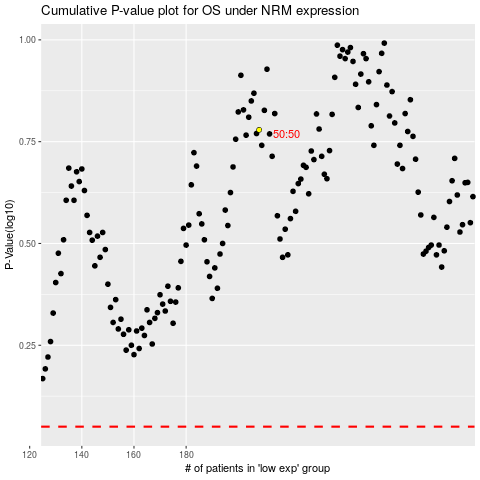 Cumulative P-value plot for OS under NRM expression
P-Value(log10)
1.00
0.75
0.50
0.25
50:50
120 140 160 180
# of patients in 'low exp' group